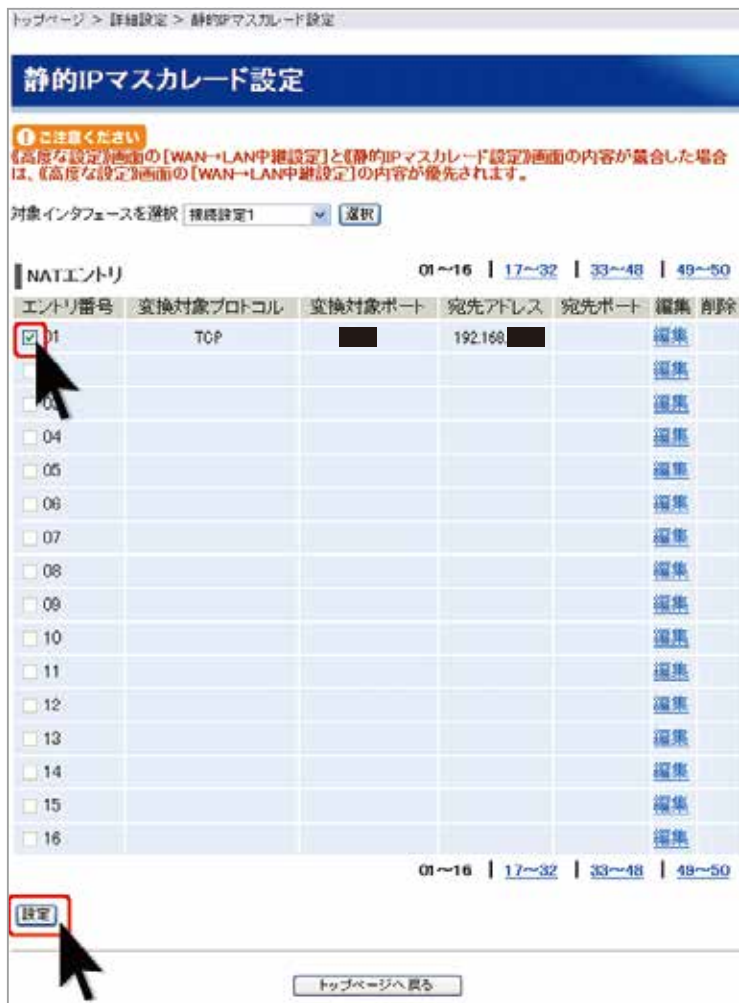 トップページ > 詳細設定 > 静的IPマスカレード設定
静的IPマスカレード設定
ご注意ください
《高度な設定》画面の[WAN→LAN中継設定]と《静的IPマスカレード設定》画面の内容が競合した場合
は、《高度な設定》画面の[WAN→LAN中継設定]の内容が優先されます。
対象インタフェースを選択 接続設定1 選択
NATエントリ 01~16 | 17~32 | 33~48 | 49~50
エントリ番号 変換対象プロトコル 変換対象ポート 宛先アドレス 宛先ポート 編集 削除
01 TCP 192.168. 編集
編集
03 編集
04 編集
05 編集
06 編集
07 編集
08 編集
09 編集
10 編集
11 編集
12 編集
13 編集
14 編集
15 編集
16 編集
01~16 | 17~32 | 33~48 | 49~50
設定
トップページへ戻る